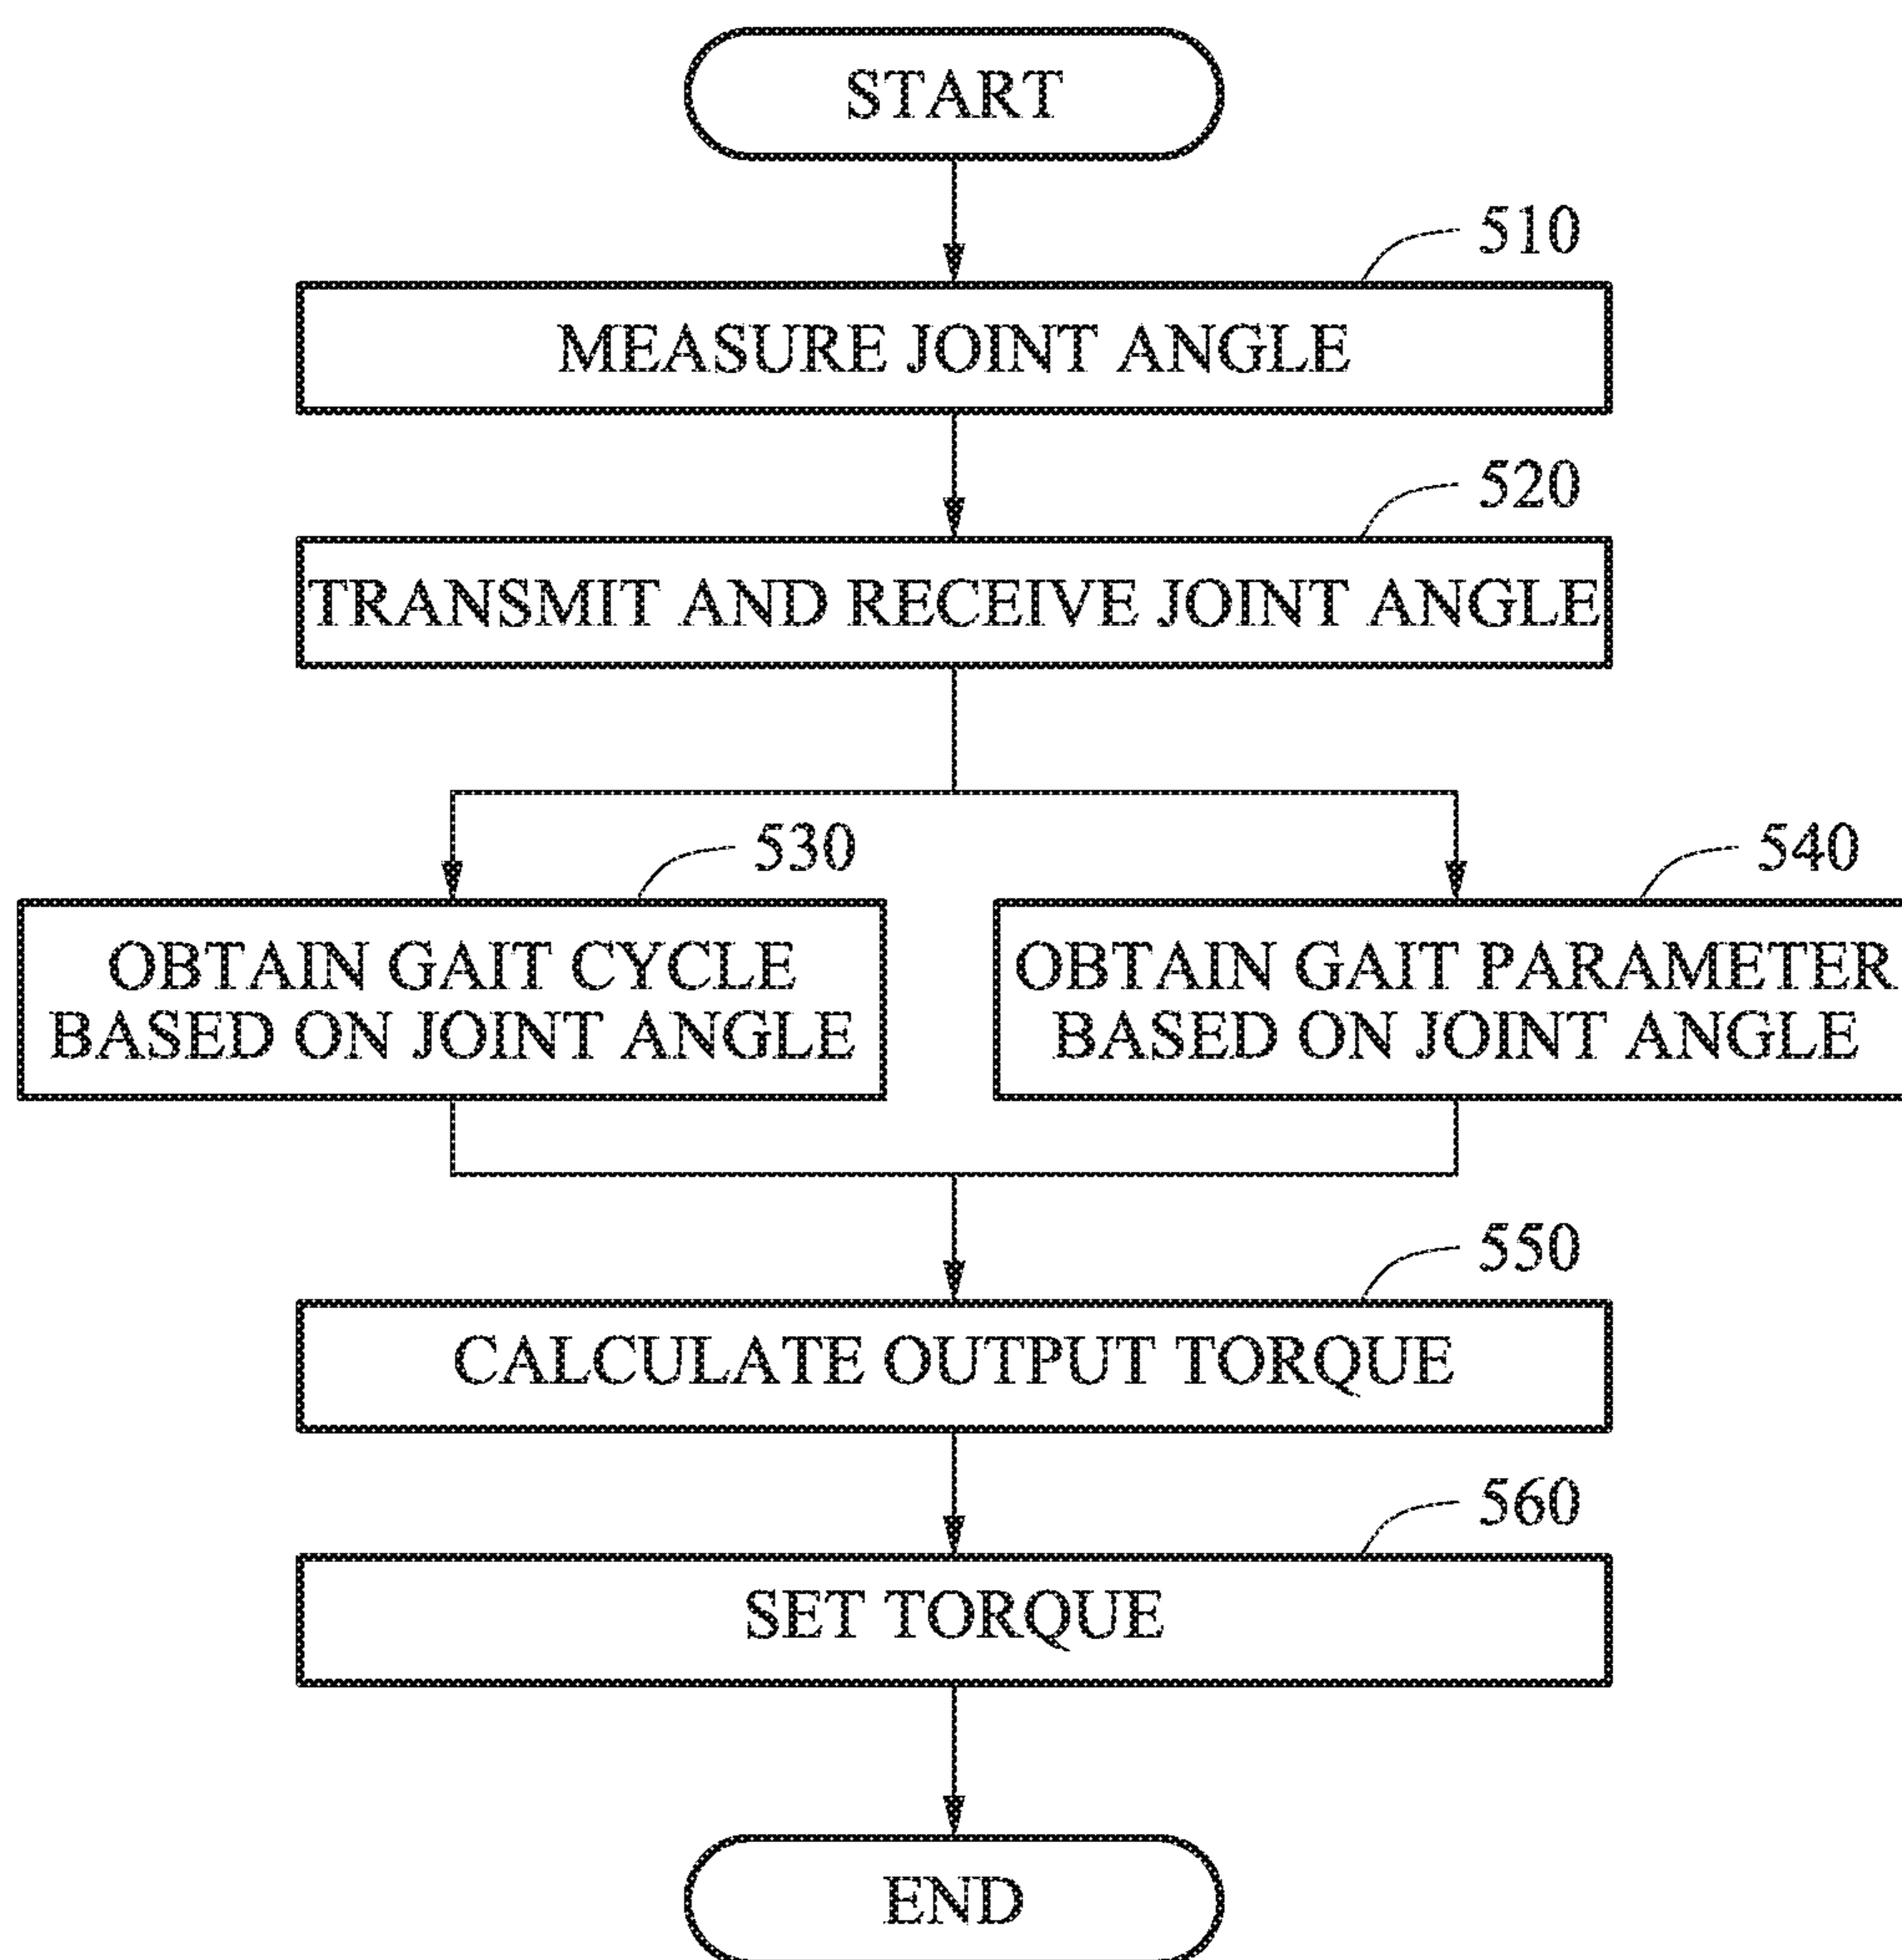 START
510
MEASURE JOINT ANGLE
520
TRANSMIT AND RECEIVE JOINT ANGLE
530
OBTAIN GAIT CYCLE
BASED ON JOINT ANGLE
540
OBTAIN GAIT PARAMETER
BASED ON JOINT ANGLE
550
CALCULATE OUTPUT TORQUE
560
SET TORQUE
END